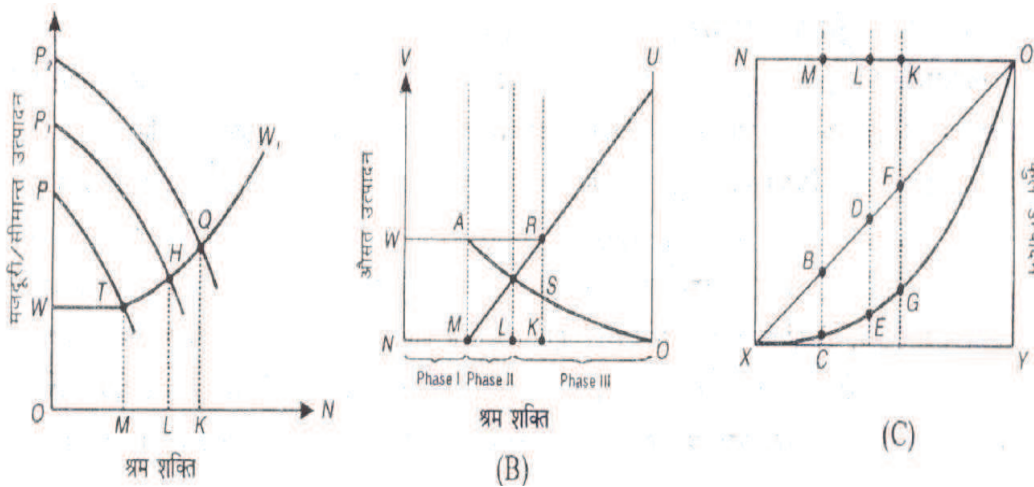 मजदूरी/सीमान्त उत्पादन
P₂
P₁
P
W
T
H
Q
W₁
O
M
L
K
N
श्रम शक्ति
V
U
औसत उत्पादन
W
A
R
S
N
M
L
K
O
Phase I
Phase II
Phase III
श्रम शक्ति
(B)
N
M
L
K
O
F
D
B
G
E
X
C
Y
(C)